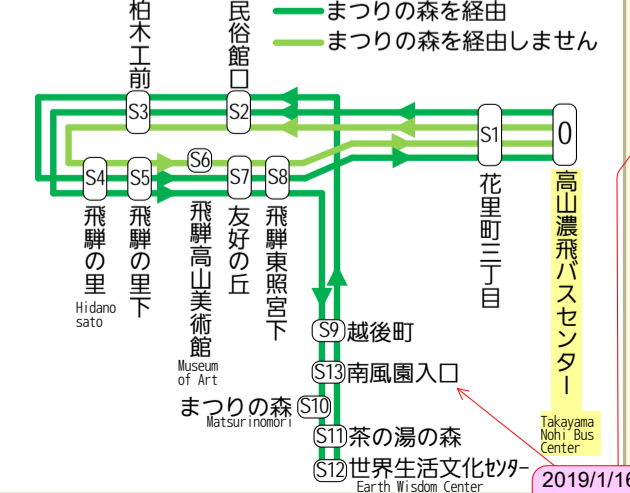 まつりの森を経由
まつりの森を経由しません
柏木工前
民俗館口
S3
S2
S1
0
S4
S5
S6
S7
S8
飛騨の里
Hidano
sato
飛騨の里下
飛騨高山美術館
Museum
of Art
友好の丘
飛騨東照宮下
花里町三丁目
高山濃飛バスセンター
Takayama
Nohi Bus
Center
S9 越後町
S13 南風園入口
まつりの森 S10
Matsurinomori
S11 茶の湯の森
S12 世界生活文化センター
Earth Wisdom Center
2019/1/16